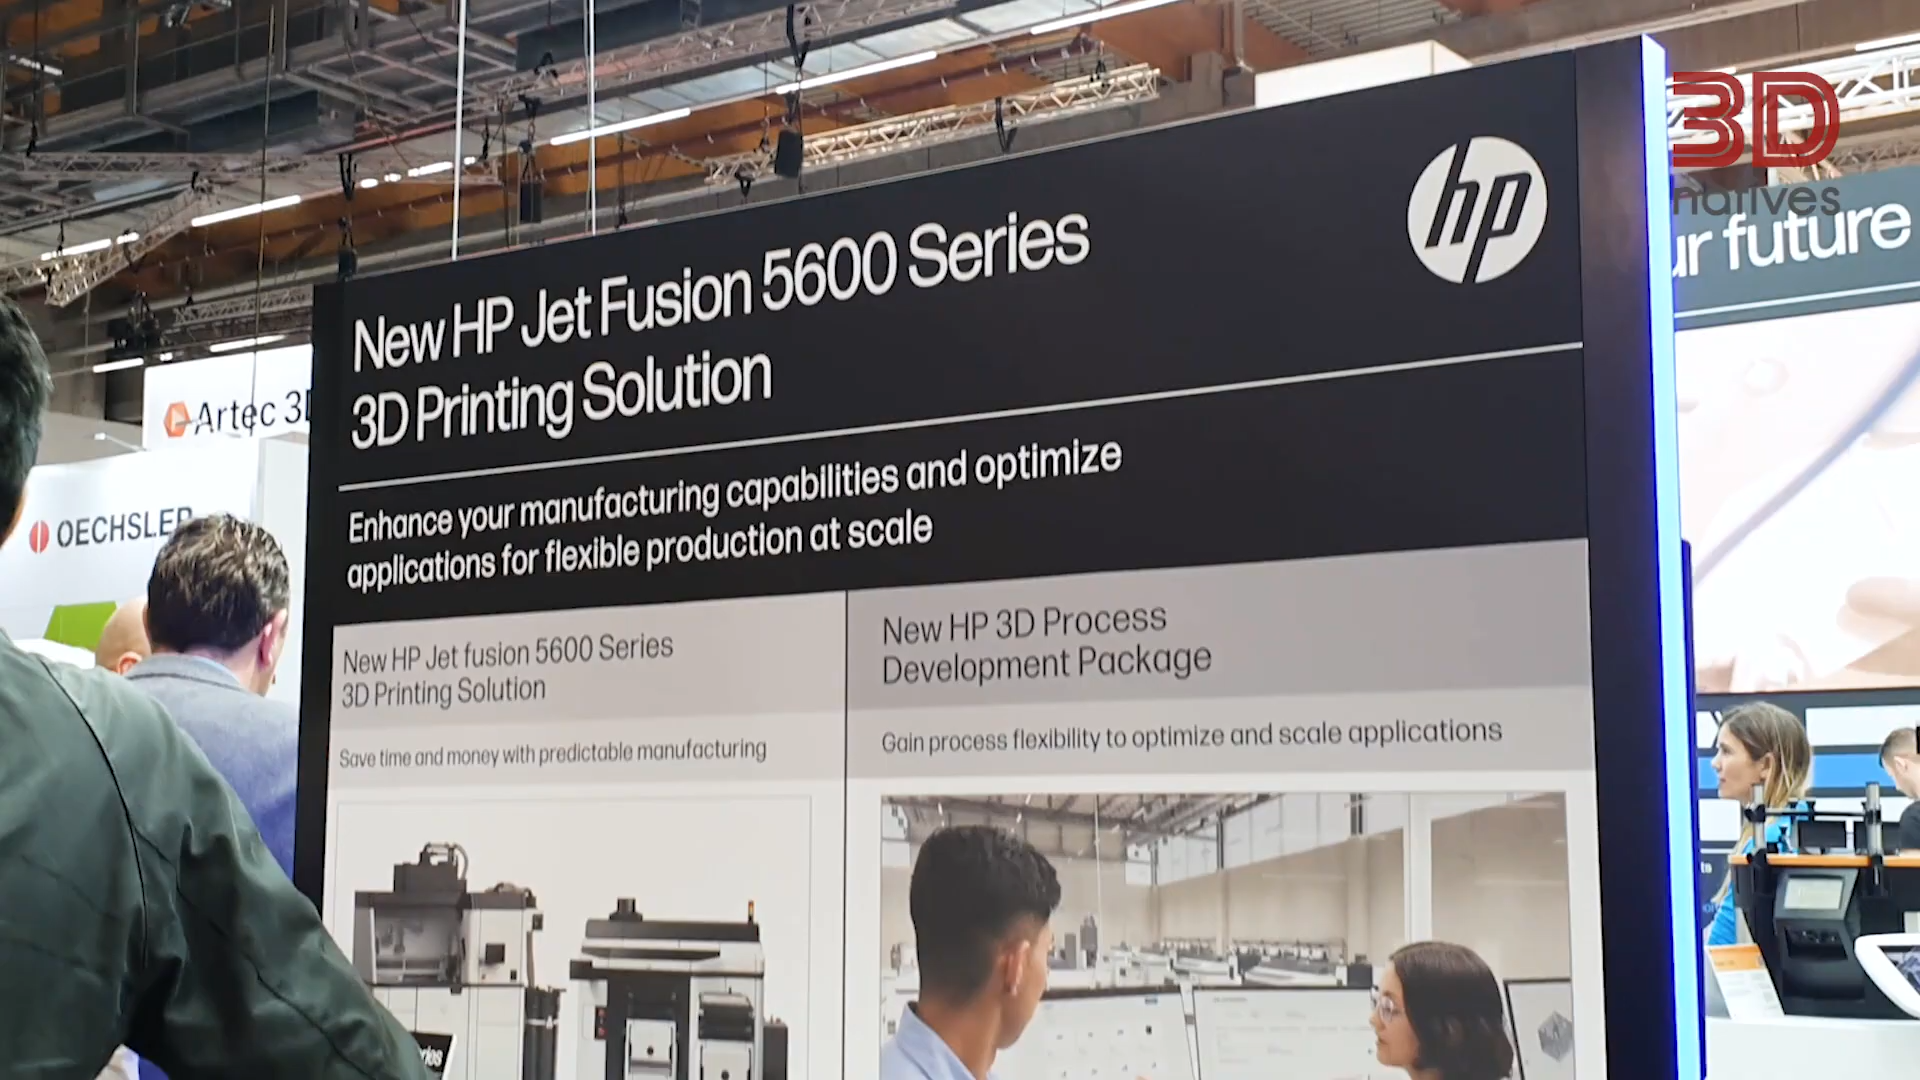 3D
natives
hp
New HP Jet Fusion 5600 Series
3D Printing Solution
Enhance your manufacturing capabilities and optimize
applications for flexible production at scale
New HP Jet fusion 5600 Series
3D Printing Solution
Save time and money with predictable manufacturing
New HP 3D Process
Development Package
Gain process flexibility to optimize and scale applications
Artec 3D
OECHSLER
ur future